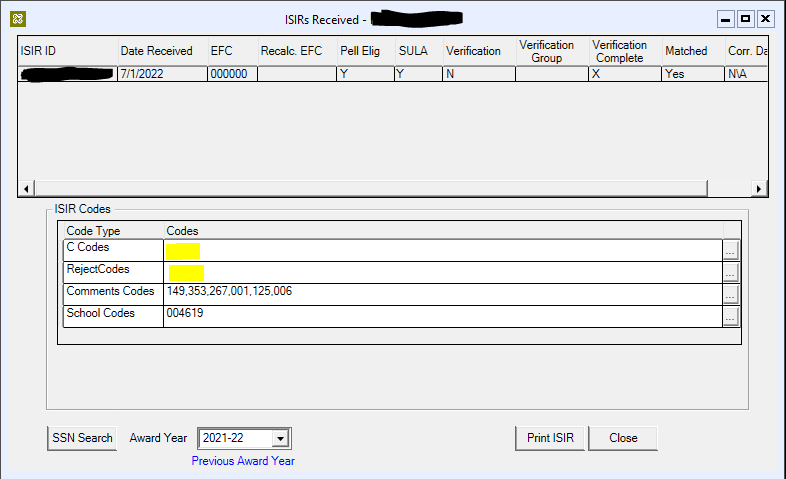 ISIRs Received -
ISIR ID Date Received EFC Recalc. EFC Pell Elig SULA Verification Verification Group Verification Complete Matched Corr. Da
7/1/2022 000000 Y Y N X Yes N\A
ISIR Codes
Code Type Codes
C Codes ...
RejectCodes ...
Comments Codes 149,353,267,001,125,006 ...
School Codes 004619 ...
SSN Search Award Year 2021-22 Print ISIR Close
Previous Award Year